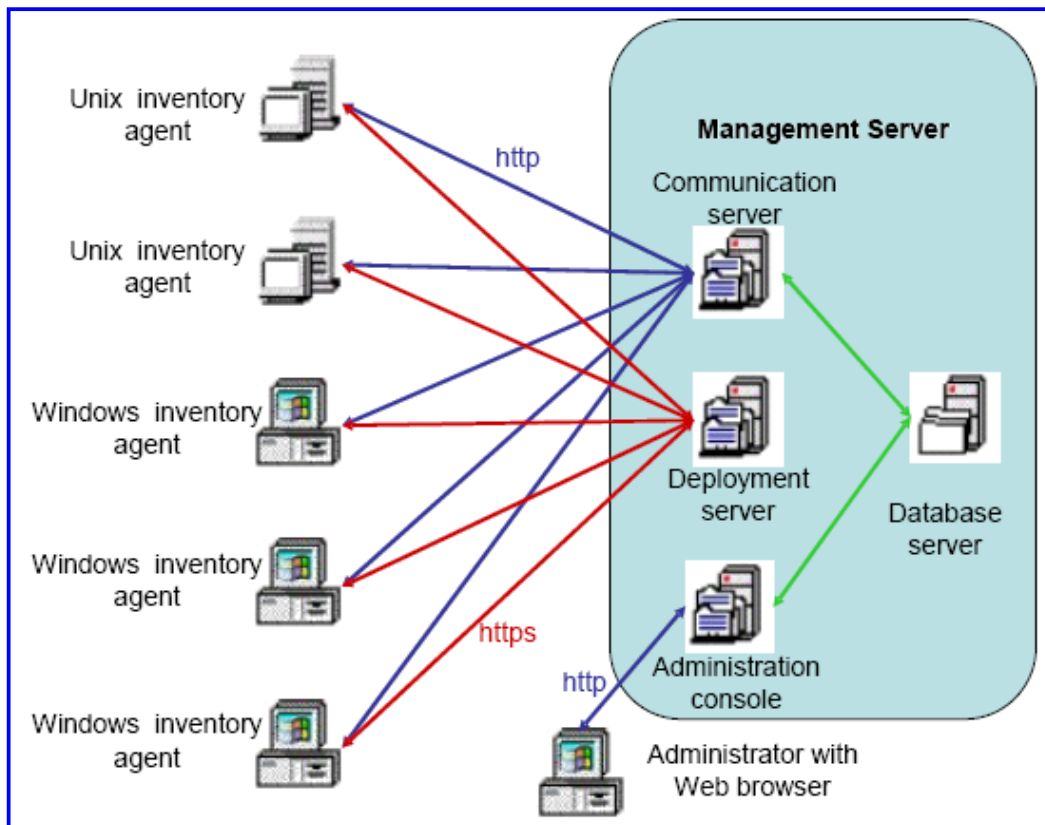 Unix inventory
agent
http
Management Server
Communication
server
Unix inventory
agent
Windows inventory
agent
Deployment
server
Database
server
Windows inventory
agent
https
http
Administration
console
Windows inventory
agent
Administrator with
Web browser